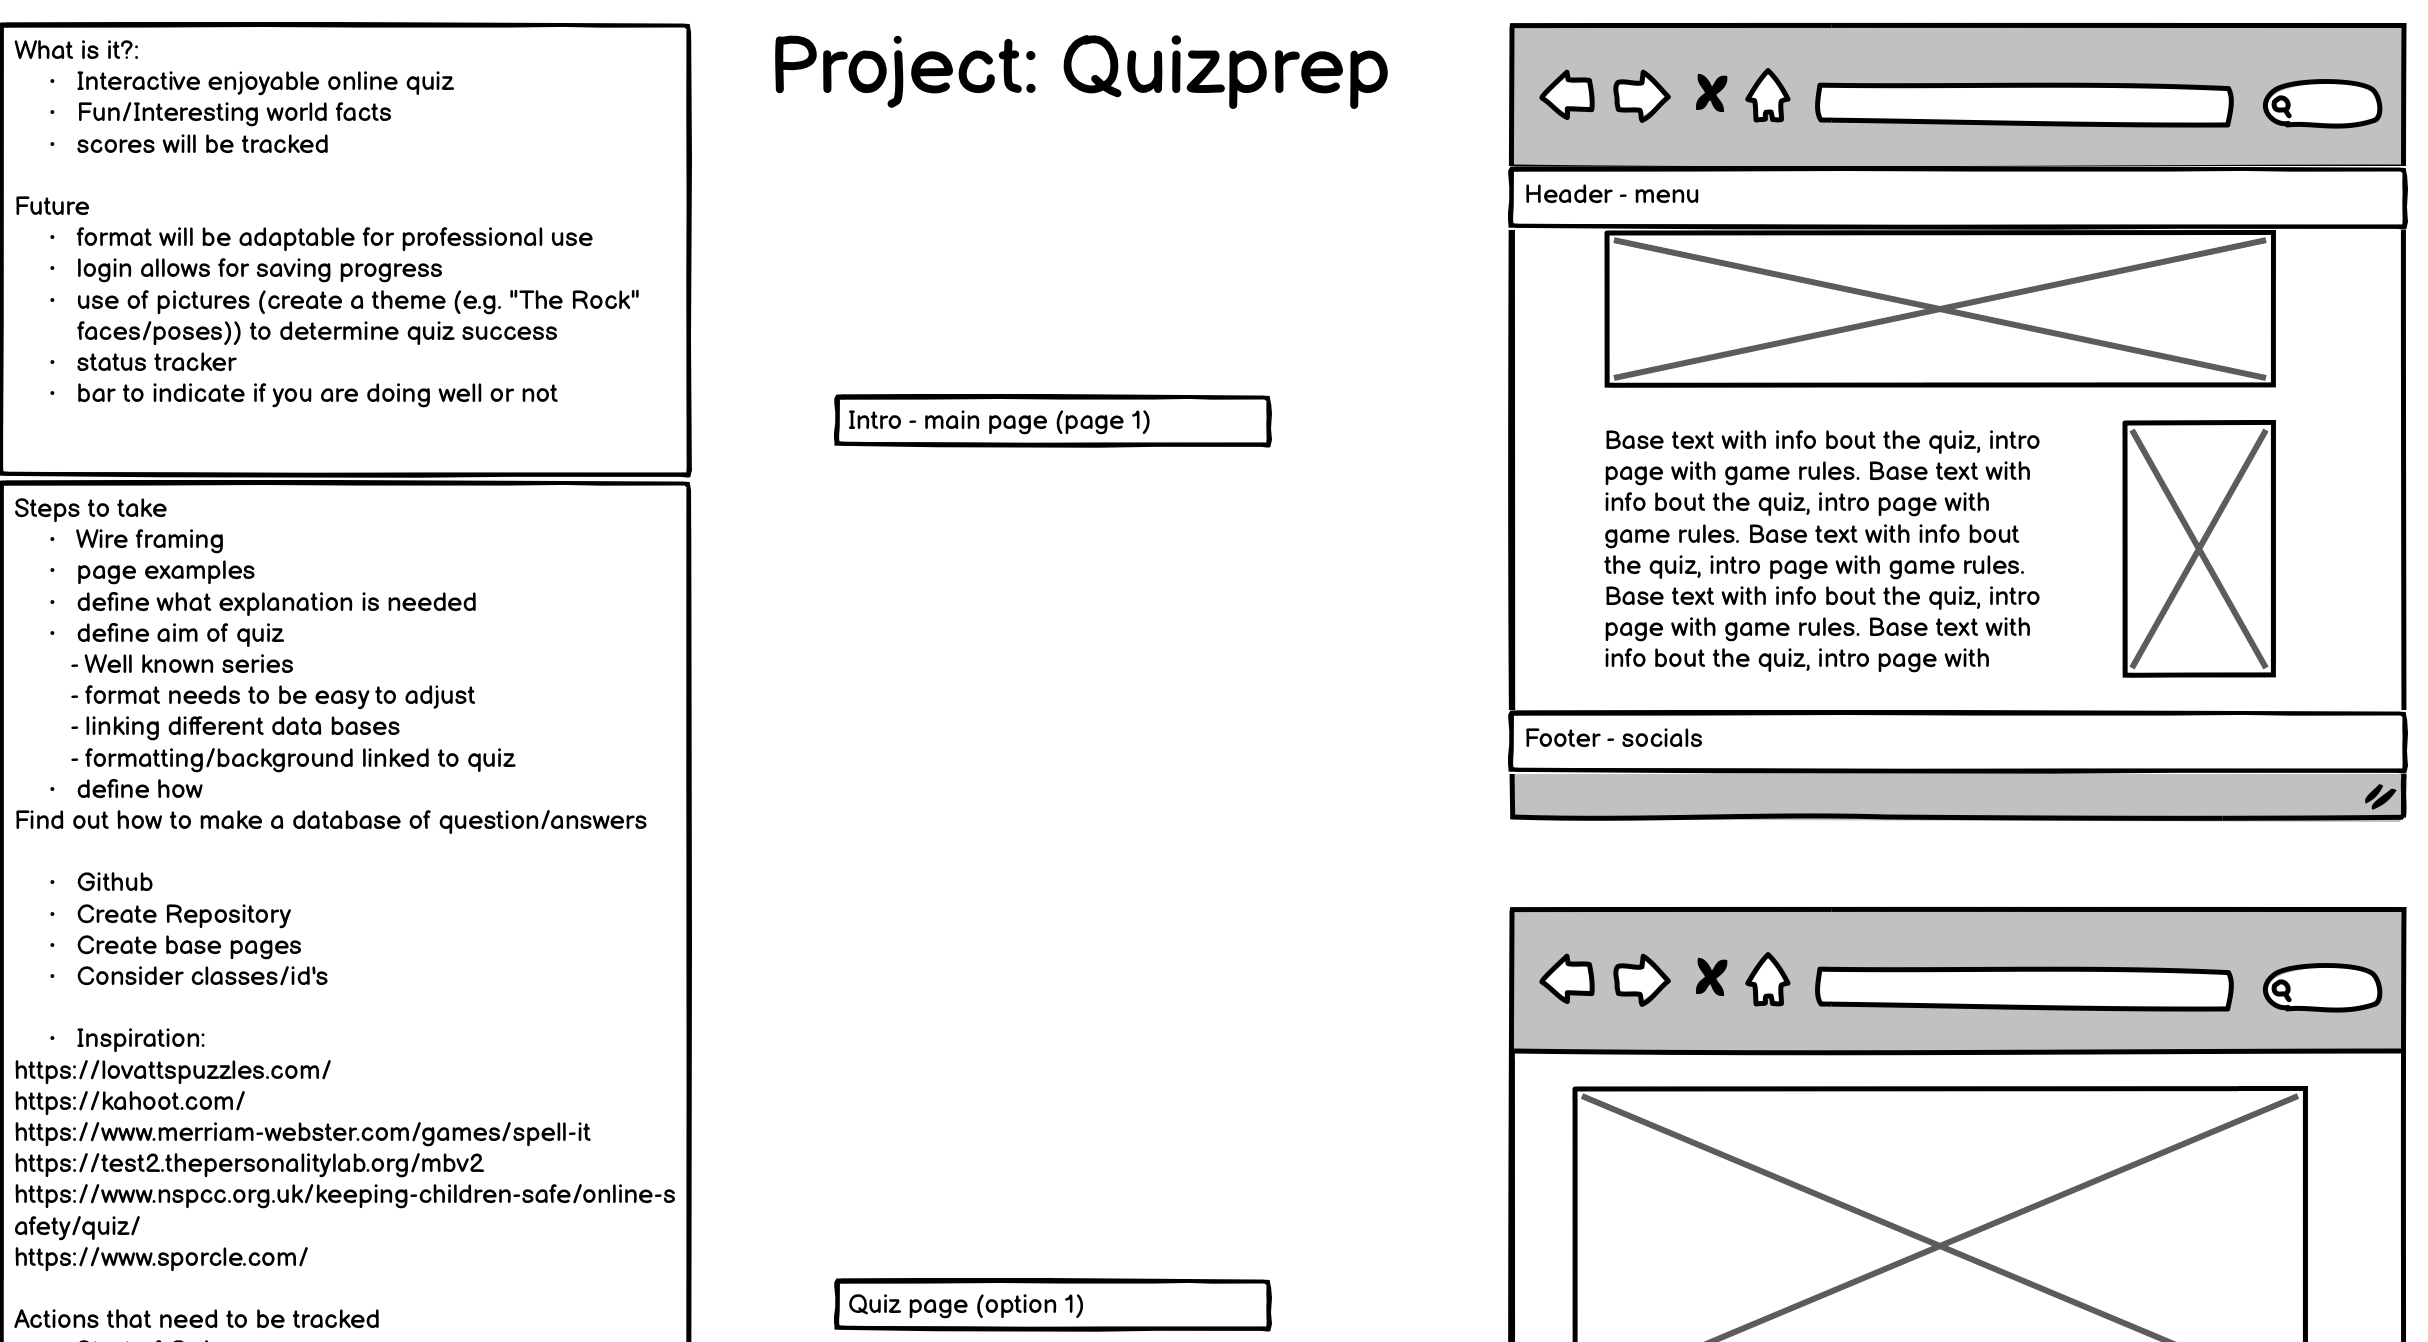 Project: Quizprep
What is it?:
· Interactive enjoyable online quiz
· Fun/Interesting world facts
· scores will be tracked
Future
· format will be adaptable for professional use
· login allows for saving progress
· use of pictures (create a theme (e.g. "The Rock"
faces/poses)) to determine quiz success
· status tracker
· bar to indicate if you are doing well or not
Steps to take
· Wire framing
· page examples
· define what explanation is needed
· define aim of quiz
- Well known series
- format needs to be easy to adjust
- linking different data bases
- formatting/background linked to quiz
· define how
Find out how to make a database of question/answers
· Github
· Create Repository
· Create base pages
· Consider classes/id's
· Inspiration:
https://lovattspuzzles.com/
https://kahoot.com/
https://www.merriam-webster.com/games/spell-it
https://test2.thepersonalitylab.org/mbv2
https://www.nspcc.org.uk/keeping-children-safe/online-s
afety/quiz/
https://www.sporcle.com/
Actions that need to be tracked
Intro - main page (page 1)
Quiz page (option 1)
Header - menu
Base text with info bout the quiz, intro
page with game rules. Base text with
info bout the quiz, intro page with
game rules. Base text with info bout
the quiz, intro page with game rules.
Base text with info bout the quiz, intro
page with game rules. Base text with
info bout the quiz, intro page with
Footer - socials